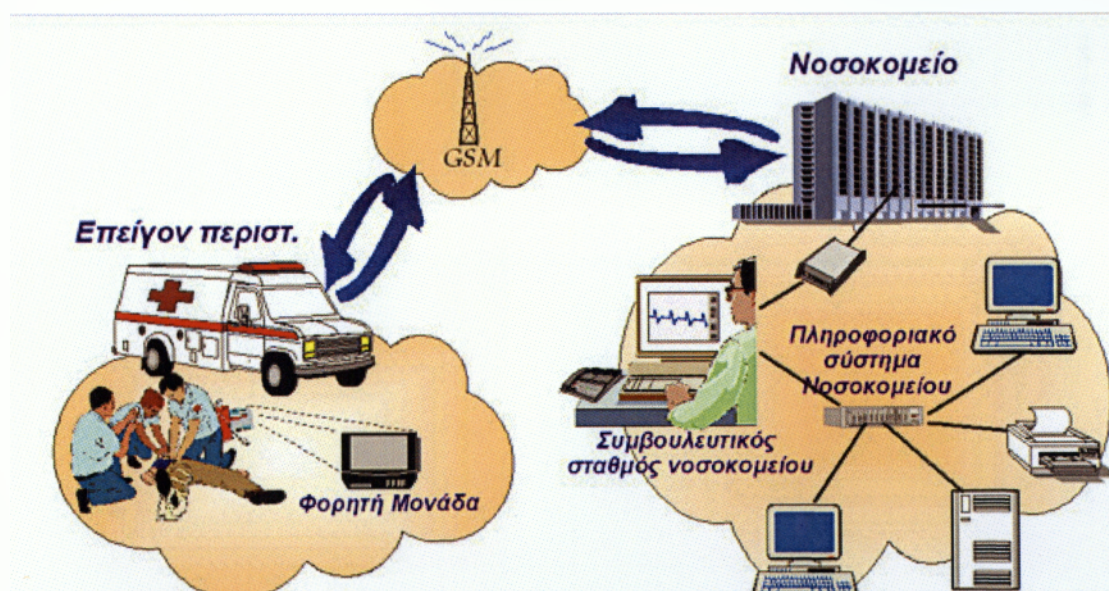 Νοσοκομείο
GSM
Επείγον περιστ.
Πληροφοριακό
σύστημα
Νοσοκομείου
Συμβουλευτικός
σταθμός νοσοκομείου
Φορητή Μονάδα